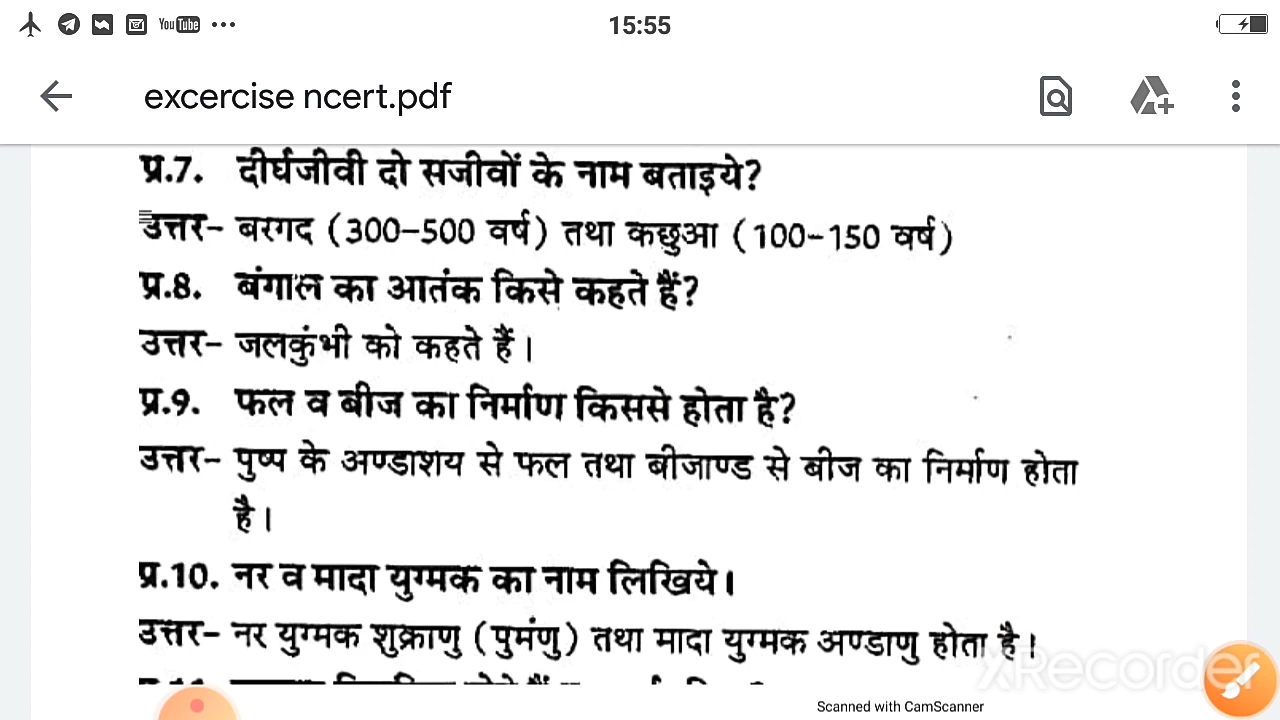 YouTube
15:55
excercise ncert.pdf
प्र.7. दीर्घजीवी दो सजीवों के नाम बताइये?
उत्तर– बरगद (300–500 वर्ष) तथा कछुआ (100–150 वर्ष)
प्र.8. बंगाल का आतंक किसे कहते हैं?
उत्तर– जलकुंभी को कहते हैं।
प्र.9. फल व बीज का निर्माण किससे होता है?
उत्तर– पुष्प के अण्डाशय से फल तथा बीजाण्ड से बीज का निर्माण होता
है।
प्र.10. नर व मादा युग्मक का नाम लिखिये।
उत्तर– नर युग्मक शुक्राणु (पुमंणु) तथा मादा युग्मक अण्डाणु होता है।
XRecorder
Scanned with CamScanner